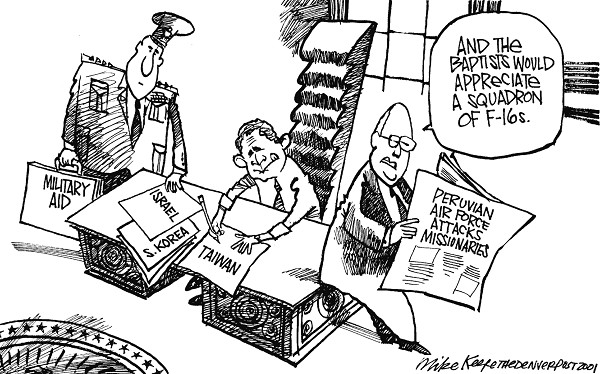 AND THE
BAPTISTS WOULD
APPRECIATE
A SQUADRON
OF F-16s.
MILITARY
AID
ISRAEL
S. KOREA
TAIWAN
PERUVIAN
AIR FORCE
ATTACKS
MISSIONARIES
Mike Keefe THE DENVER POST 2001